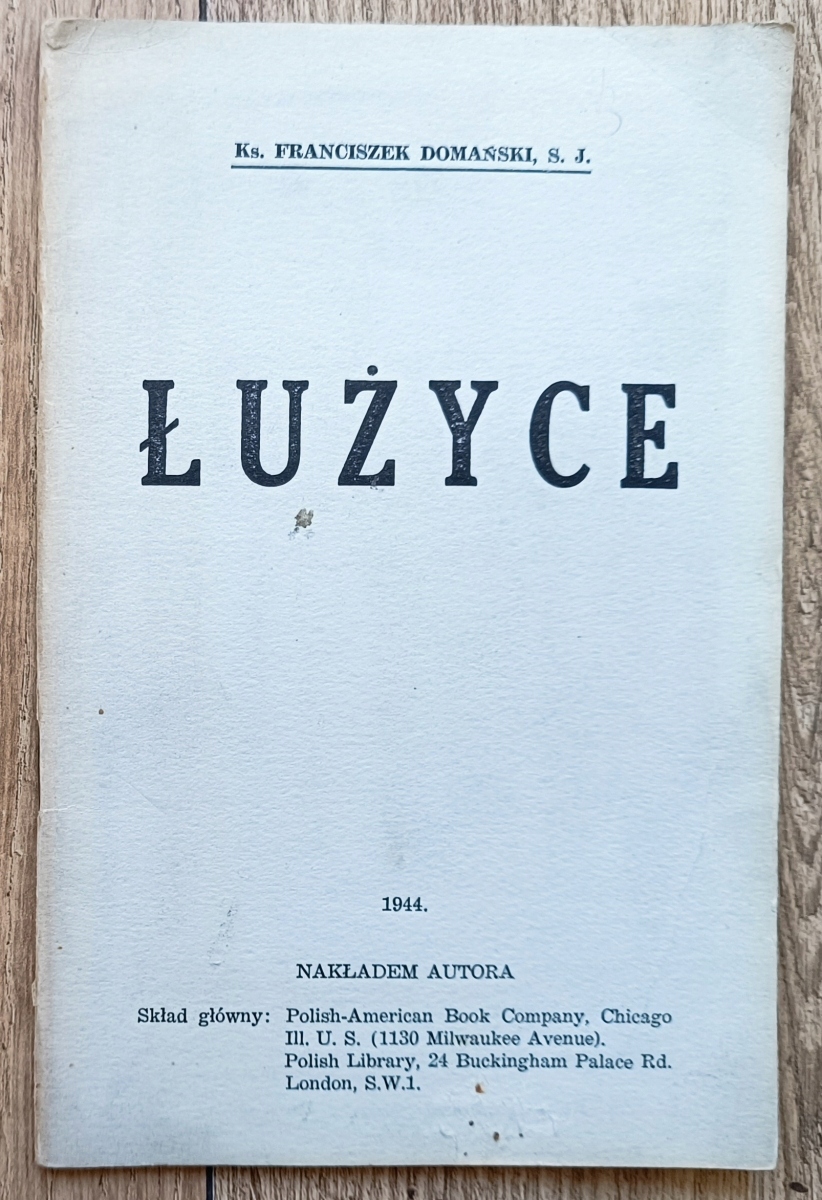 Ks. FRANCISZEK DOMAŃSKI, S. J.
ŁUŻYCE
1944.
NAKŁADEM AUTORA
Skład główny: Polish-American Book Company, Chicago
Ill. U. S. (1130 Milwaukee Avenue).
Polish Library, 24 Buckingham Palace Rd.
London, S.W.1.